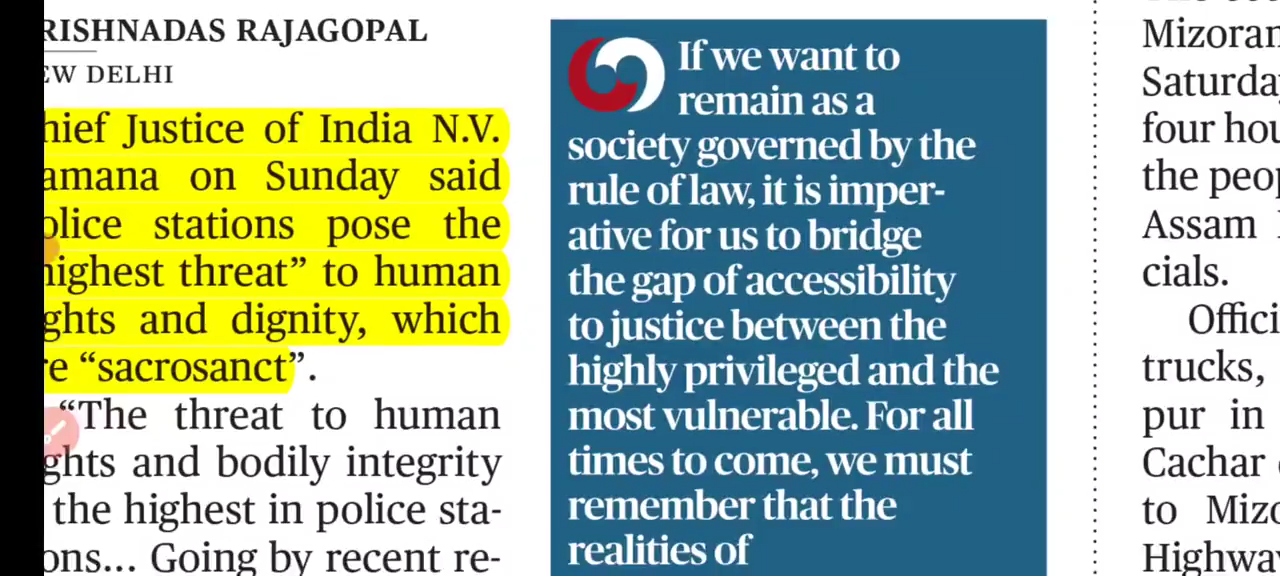 RISHNADAS RAJAGOPAL
EW DELHI
hief Justice of India N.V.
amana on Sunday said
olice stations pose the
highest threat” to human
ghts and dignity, which
re “sacrosanct”.
“The threat to human
ghts and bodily integrity
the highest in police sta-
ons... Going by recent re-
If we want to
remain as a
society governed by the
rule of law, it is imper-
ative for us to bridge
the gap of accessibility
to justice between the
highly privileged and the
most vulnerable. For all
times to come, we must
remember that the
realities of
Mizoran
Saturda
four hou
the peop
Assam
cials.
Offici
trucks,
pur in
Cachar
to Mizo
Highwa